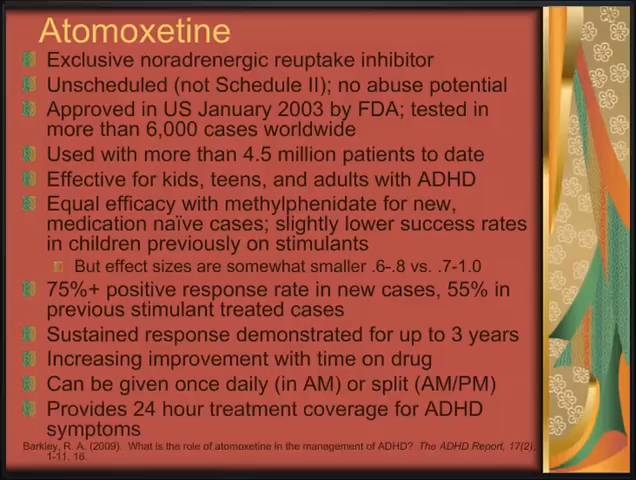 Atomoxetine
Exclusive noradrenergic reuptake inhibitor
Unscheduled (not Schedule II); no abuse potential
Approved in US January 2003 by FDA; tested in
more than 6,000 cases worldwide
Used with more than 4.5 million patients to date
Effective for kids, teens, and adults with ADHD
Equal efficacy with methylphenidate for new,
medication naïve cases; slightly lower success rates
in children previously on stimulants
But effect sizes are somewhat smaller .6-.8 vs. .7-1.0
75%+ positive response rate in new cases, 55% in
previous stimulant treated cases
Sustained response demonstrated for up to 3 years
Increasing improvement with time on drug
Can be given once daily (in AM) or split (AM/PM)
Provides 24 hour treatment coverage for ADHD
symptoms
Barkley, R. A. (2009). What is the role of atomoxetine in the management of ADHD? The ADHD Report, 17(2),
1-11, 16.